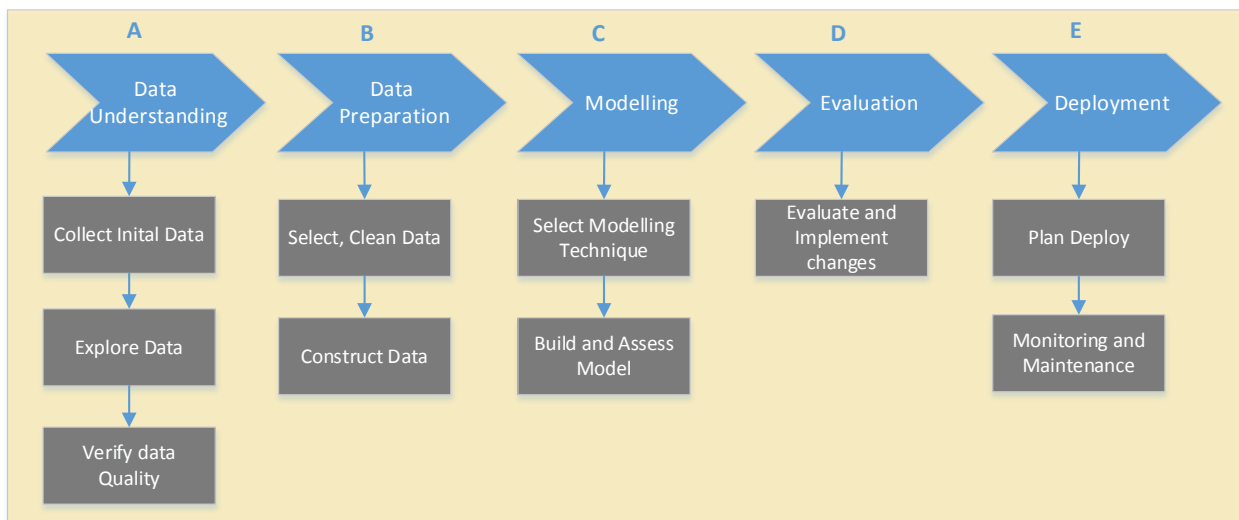 A
B
C
D
E
Data
Understanding
Data
Preparation
Modelling
Evaluation
Deployment
Collect Inital Data
Select, Clean Data
Select Modelling
Technique
Evaluate and
Implement
changes
Plan Deploy
Explore Data
Construct Data
Build and Assess
Model
Monitoring and
Maintenance
Verify data
Quality